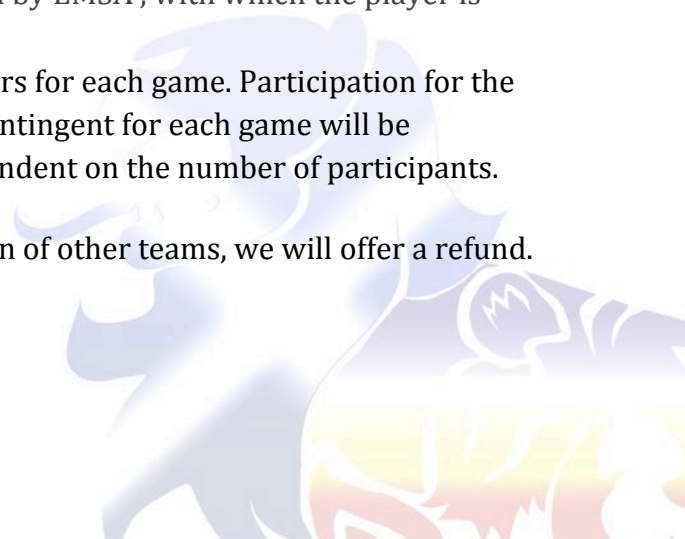 by EMSA , with which the player is
rs for each game. Participation for the
ntingent for each game will be
ndent on the number of participants.
n of other teams, we will offer a refund.